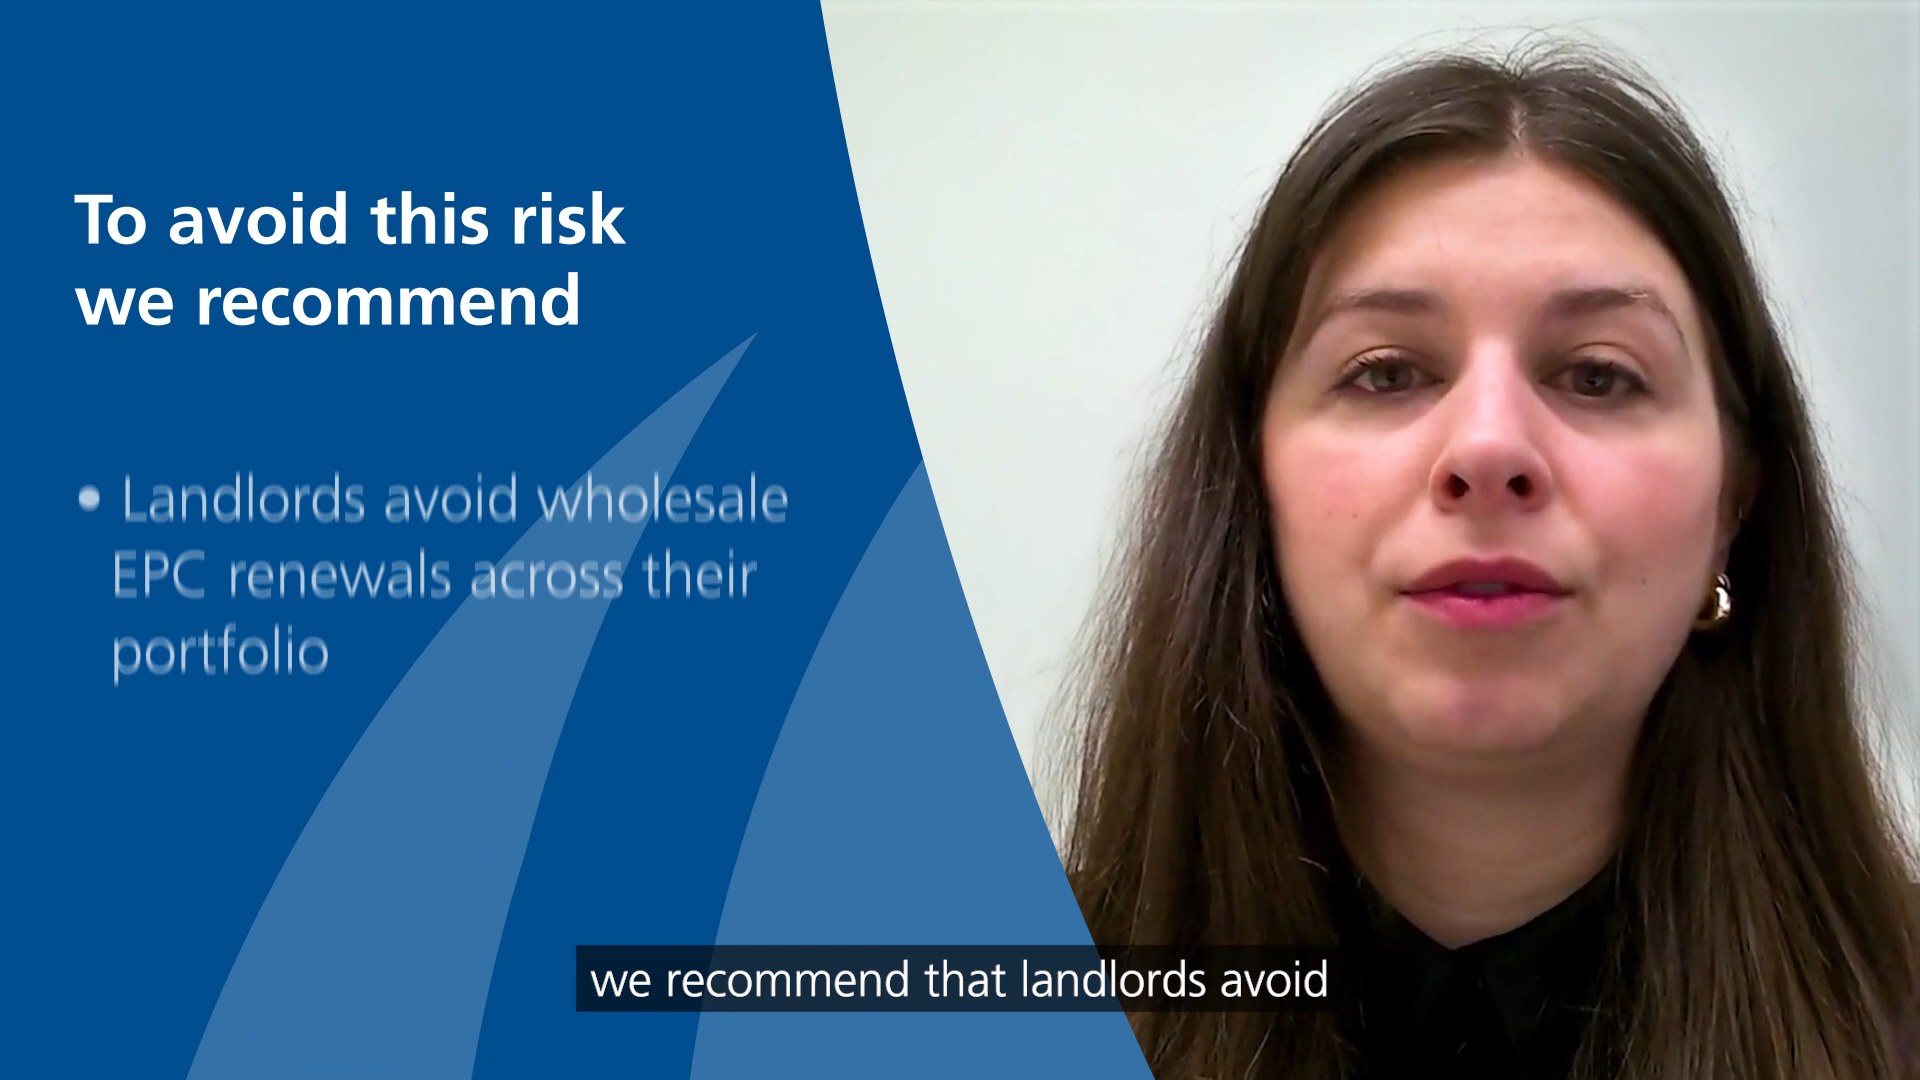 To avoid this risk
we recommend
• Landlords avoid wholesale
EPC renewals across their
portfolio
we recommend that landlords avoid